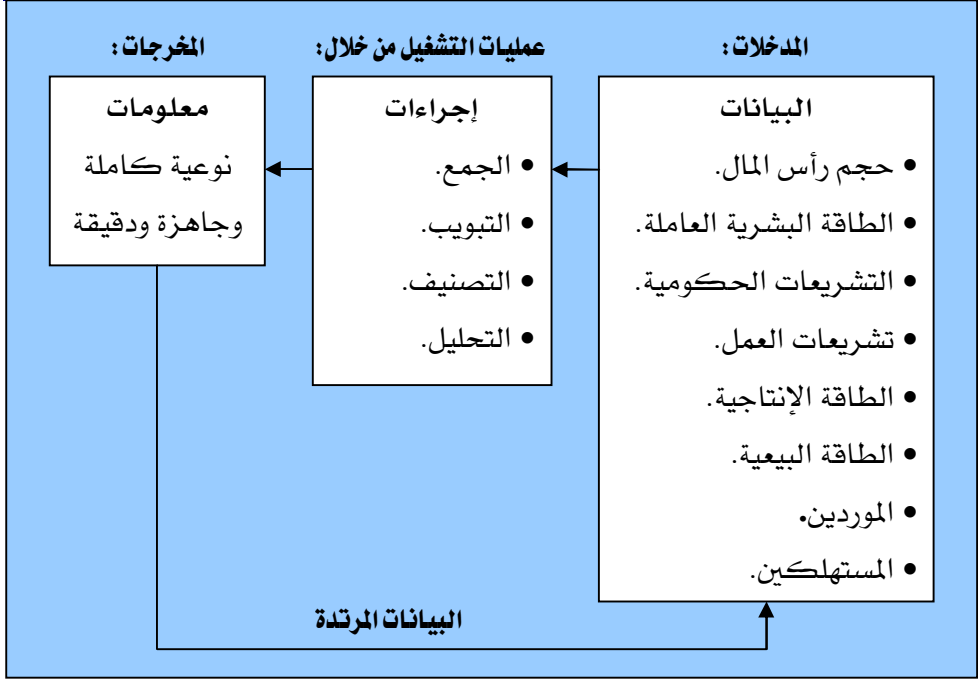 المدخلات:
البيانات
• حجم رأس المال.
• الطاقة البشرية العاملة.
• التشريعات الحكومية.
• تشريعات العمل.
• الطاقة الإنتاجية.
• الطاقة البيعية.
• الموردين.
• المستهلكين.
عمليات التشغيل من خلال:
إجراءات
• الجمع.
• التبويب.
• التصنيف.
• التحليل.
المخرجات:
معلومات
نوعية كاملة
وجاهزة ودقيقة
البيانات المرتدة